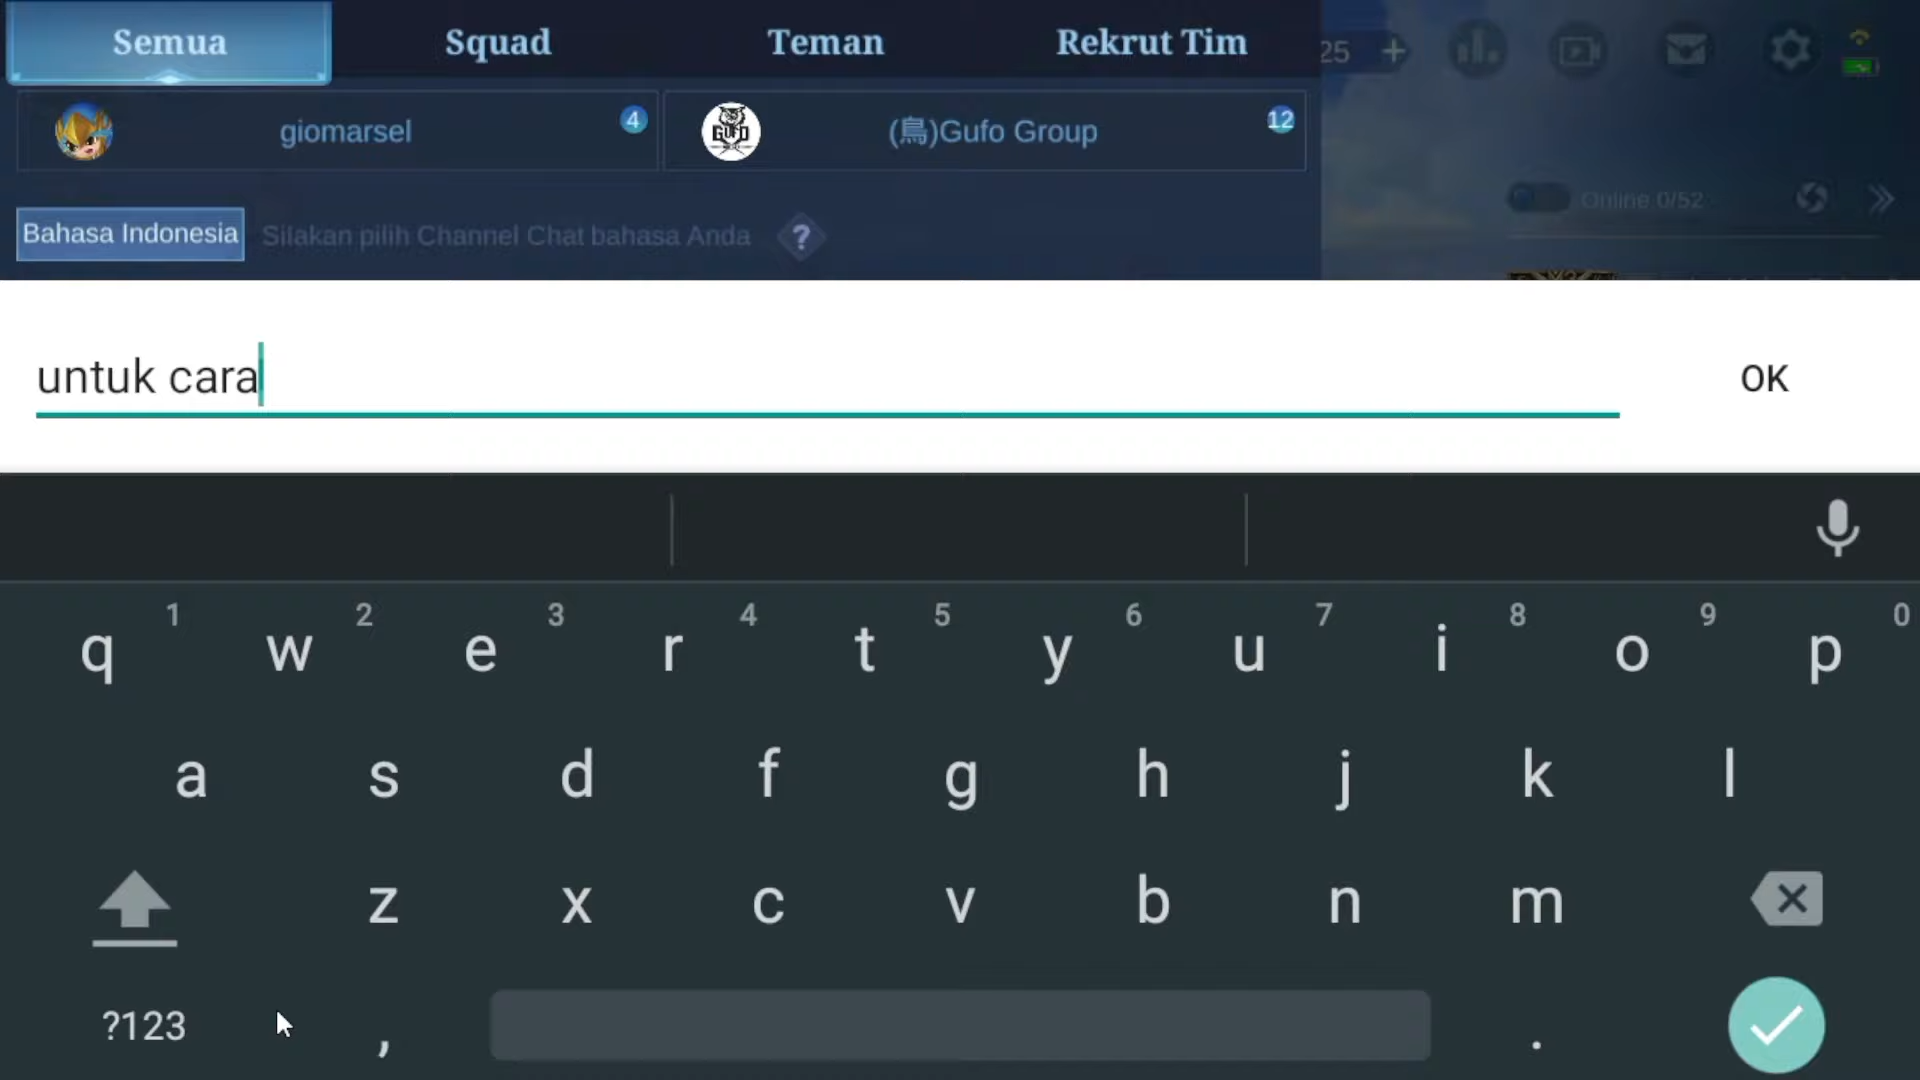 Semua Squad Teman Rekrut Tim 25 +
giomarsel 4 GUFO (鳥)Gufo Group 12
Online 0/52
Bahasa Indonesia Silakan pilih Channel Chat bahasa Anda ?
untuk cara OK
1 2 3 4 5 6 7 8 9 0
q w e r t y u i o p
a s d f g h j k l
z x c v b n m
?123 , .